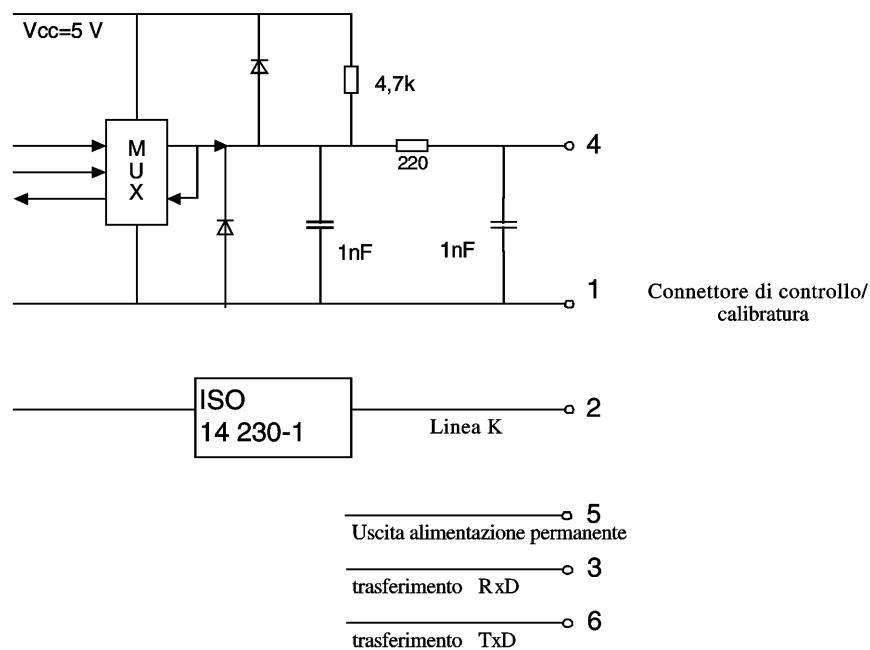 Vcc=5 V
4,7k
M
U
X
220
4
1nF
1nF
1
Connettore di controllo/
calibratura
ISO
14 230-1
Linea K
2
5
Uscita alimentazione permanente
3
trasferimento RxD
6
trasferimento TxD